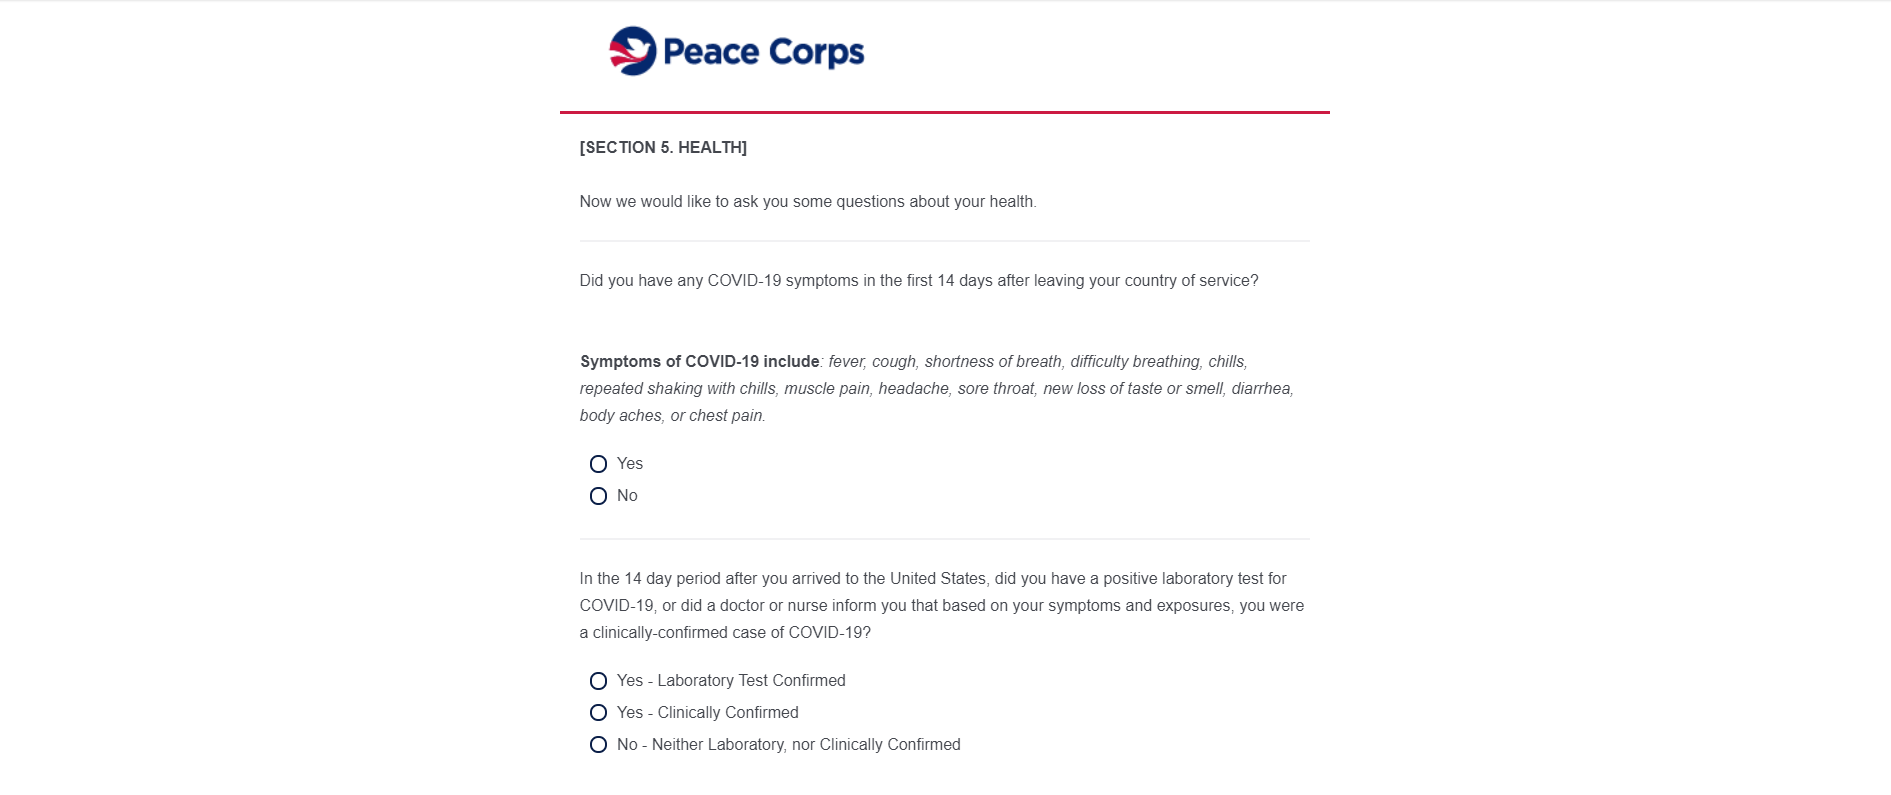 Peace Corps
[SECTION 5. HEALTH]
Now we would like to ask you some questions about your health.
Did you have any COVID-19 symptoms in the first 14 days after leaving your country of service?
Symptoms of COVID-19 include: fever, cough, shortness of breath, difficulty breathing, chills,
repeated shaking with chills, muscle pain, headache, sore throat, new loss of taste or smell, diarrhea,
body aches, or chest pain.
Yes
No
In the 14 day period after you arrived to the United States, did you have a positive laboratory test for
COVID-19, or did a doctor or nurse inform you that based on your symptoms and exposures, you were
a clinically-confirmed case of COVID-19?
Yes - Laboratory Test Confirmed
Yes - Clinically Confirmed
No - Neither Laboratory, nor Clinically Confirmed